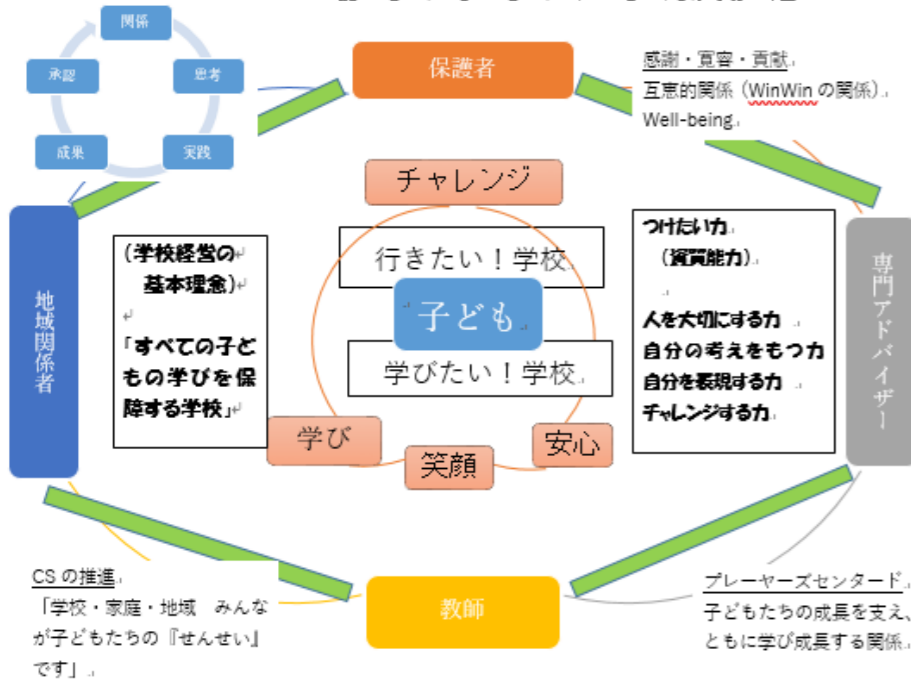 関係
思考
実践
成果
承認
保護者
感謝・寛容・貢献
互恵的関係（WinWin の関係）
Well-being
チャレンジ
地域関係者
（学校経営の
基本理念）
「すべての子ど
もの学びを保
障する学校」
行きたい！学校
子ども
学びたい！学校
つけたい力
（資質能力）
人を大切にする力
自分の考えをもつ力
自分を表現する力
チャレンジする力
専門アドバイザー
学び
笑顔
安心
CS の推進
「学校・家庭・地域　みんな
が子どもたちの『せんせい』
です」
教師
プレーヤーズセンタード
子どもたちの成長を支え、
ともに学び成長する関係